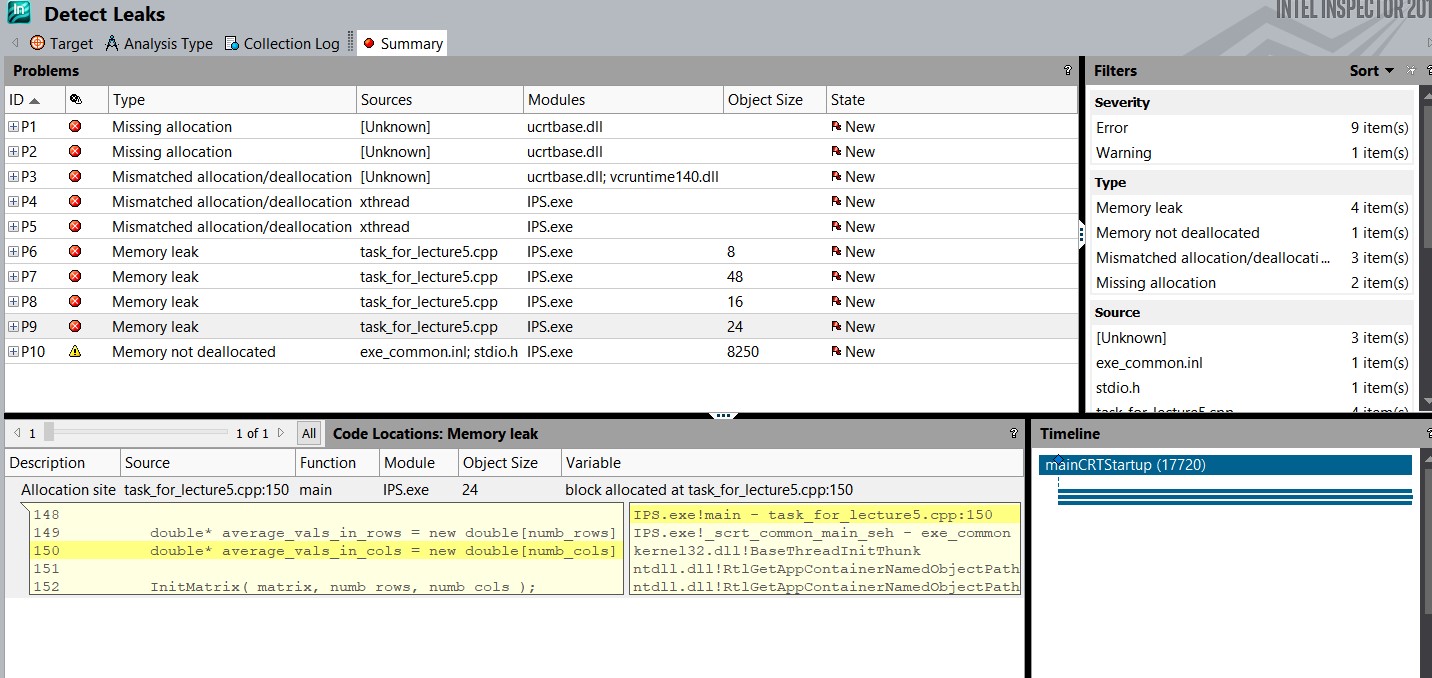 Detect Leaks
INTEL INSPECTOR 201
Target Analysis Type Collection Log Summary
Problems ?
ID Type Sources Modules Object Size State
P1 Missing allocation [Unknown] ucrtbase.dll New
P2 Missing allocation [Unknown] ucrtbase.dll New
P3 Mismatched allocation/deallocation [Unknown] ucrtbase.dll; vcruntime140.dll New
P4 Mismatched allocation/deallocation xthread IPS.exe New
P5 Mismatched allocation/deallocation xthread IPS.exe New
P6 Memory leak task_for_lecture5.cpp IPS.exe 8 New
P7 Memory leak task_for_lecture5.cpp IPS.exe 48 New
P8 Memory leak task_for_lecture5.cpp IPS.exe 16 New
P9 Memory leak task_for_lecture5.cpp IPS.exe 24 New
P10 Memory not deallocated exe_common.inl; stdio.h IPS.exe 8250 New
Filters Sort ?
Severity
Error 9 item(s)
Warning 1 item(s)
Type
Memory leak 4 item(s)
Memory not deallocated 1 item(s)
Mismatched allocation/deallocati... 3 item(s)
Missing allocation 2 item(s)
Source
[Unknown] 3 item(s)
exe_common.inl 1 item(s)
stdio.h 1 item(s)
task_for_lecture5.cpp 4 item(s)
1 1 of 1 All Code Locations: Memory leak ?
Description Source Function Module Object Size Variable
Allocation site task_for_lecture5.cpp:150 main IPS.exe 24 block allocated at task_for_lecture5.cpp:150
148
149 double* average_vals_in_rows = new double[numb_rows]
150 double* average_vals_in_cols = new double[numb_cols]
151
152 InitMatrix( matrix, numb_rows, numb_cols );
IPS.exe!main - task_for_lecture5.cpp:150
IPS.exe!_scrt_common_main_seh - exe_common
kernel32.dll!BaseThreadInitThunk
ntdll.dll!RtlGetAppContainerNamedObjectPath
ntdll.dll!RtlGetAppContainerNamedObjectPath
Timeline ?
mainCRTStartup (17720)